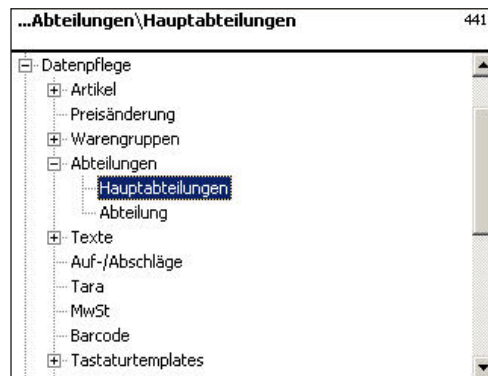 ...Abteilungen\Hauptabteilungen 441
Datenpflege
Artikel
Preisänderung
Warengruppen
Abteilungen
Hauptabteilungen
Abteilung
Texte
Auf-/Abschläge
Tara
MwSt
Barcode
Tastaturtemplates